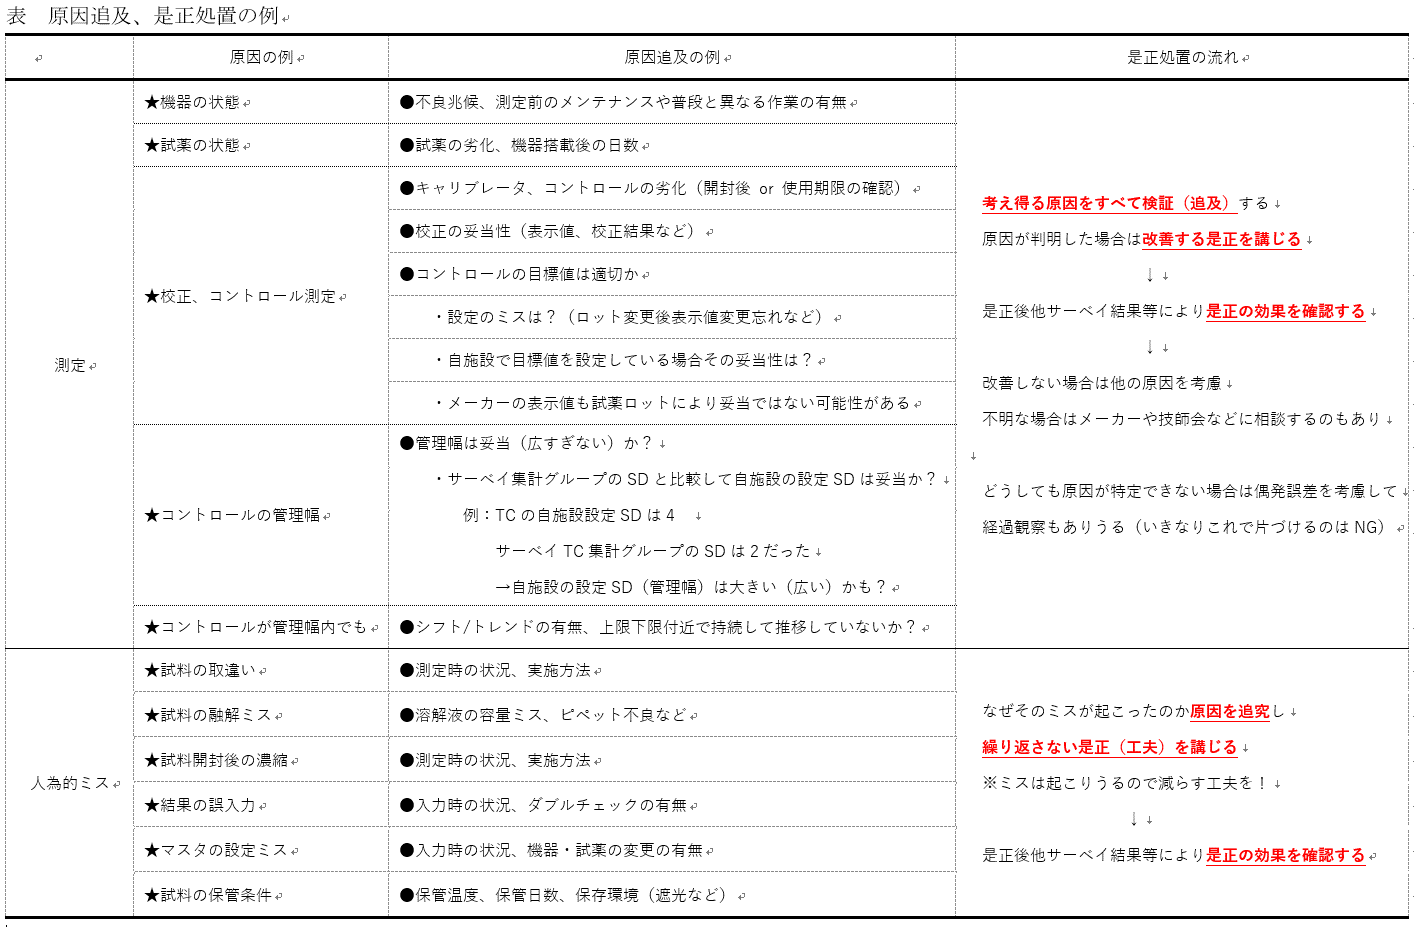 表　原因追及、是正処置の例
原因の例
原因追及の例
是正処置の流れ
測定
★機器の状態
●不良兆候、測定前のメンテナンスや普段と異なる作業の有無
★試薬の状態
●試薬の劣化、機器搭載後の日数
★校正、コントロール測定
●キャリブレータ、コントロールの劣化（開封後 or 使用期限の確認）
●校正の妥当性（表示値、校正結果など）
●コントロールの目標値は適切か
・設定のミスは？（ロット変更後表示値変更忘れなど）
・自施設で目標値を設定している場合その妥当性は？
・メーカーの表示値も試薬ロットにより妥当ではない可能性がある
★コントロールの管理幅
●管理幅は妥当（広すぎない）か？
・サーベイ集計グループの SD と比較して自施設の設定 SD は妥当か？
例：TC の自施設設定 SD は 4
サーベイ TC 集計グループの SD は 2 だった
→自施設の設定 SD（管理幅）は大きい（広い）かも？
★コントロールが管理幅内でも
●シフト/トレンドの有無、上限下限付近で持続して推移していないか？
考え得る原因をすべて検証（追及）する
原因が判明した場合は改善する是正を講じる
↓
是正後他サーベイ結果等により是正の効果を確認する
↓
改善しない場合は他の原因を考慮
不明な場合はメーカーや技師会などに相談するのもあり
どうしても原因が特定できない場合は偶発誤差を考慮して
経過観察もありうる（いきなりこれで片づけるのは NG）
人為的ミス
★試料の取違い
●測定時の状況、実施方法
★試料の融解ミス
●溶解液の容量ミス、ピペット不良など
★試料開封後の濃縮
●測定時の状況、実施方法
★結果の誤入力
●入力時の状況、ダブルチェックの有無
★マスタの設定ミス
●入力時の状況、機器・試薬の変更の有無
★試料の保管条件
●保管温度、保管日数、保存環境（遮光など）
なぜそのミスが起こったのか原因を追究し
繰り返さない是正（工夫）を講じる
※ミスは起こりうるので減らす工夫を！
↓
是正後他サーベイ結果等により是正の効果を確認する